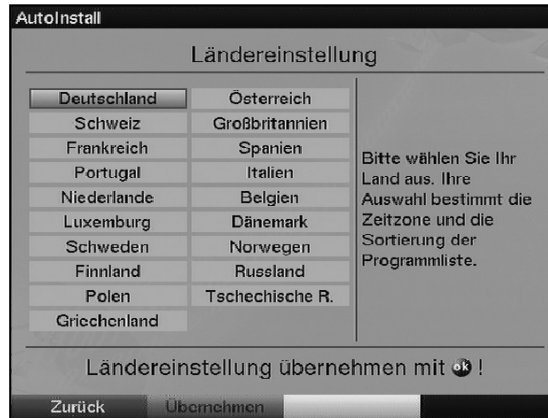 AutoInstall
Ländereinstellung
Deutschland Österreich
Schweiz Großbritannien
Frankreich Spanien
Portugal Italien
Niederlande Belgien
Luxemburg Dänemark
Schweden Norwegen
Finnland Russland
Polen Tschechische R.
Griechenland
Bitte wählen Sie Ihr
Land aus. Ihre
Auswahl bestimmt die
Zeitzone und die
Sortierung der
Programmliste.
Ländereinstellung übernehmen mit ok !
Zurück Übernehmen